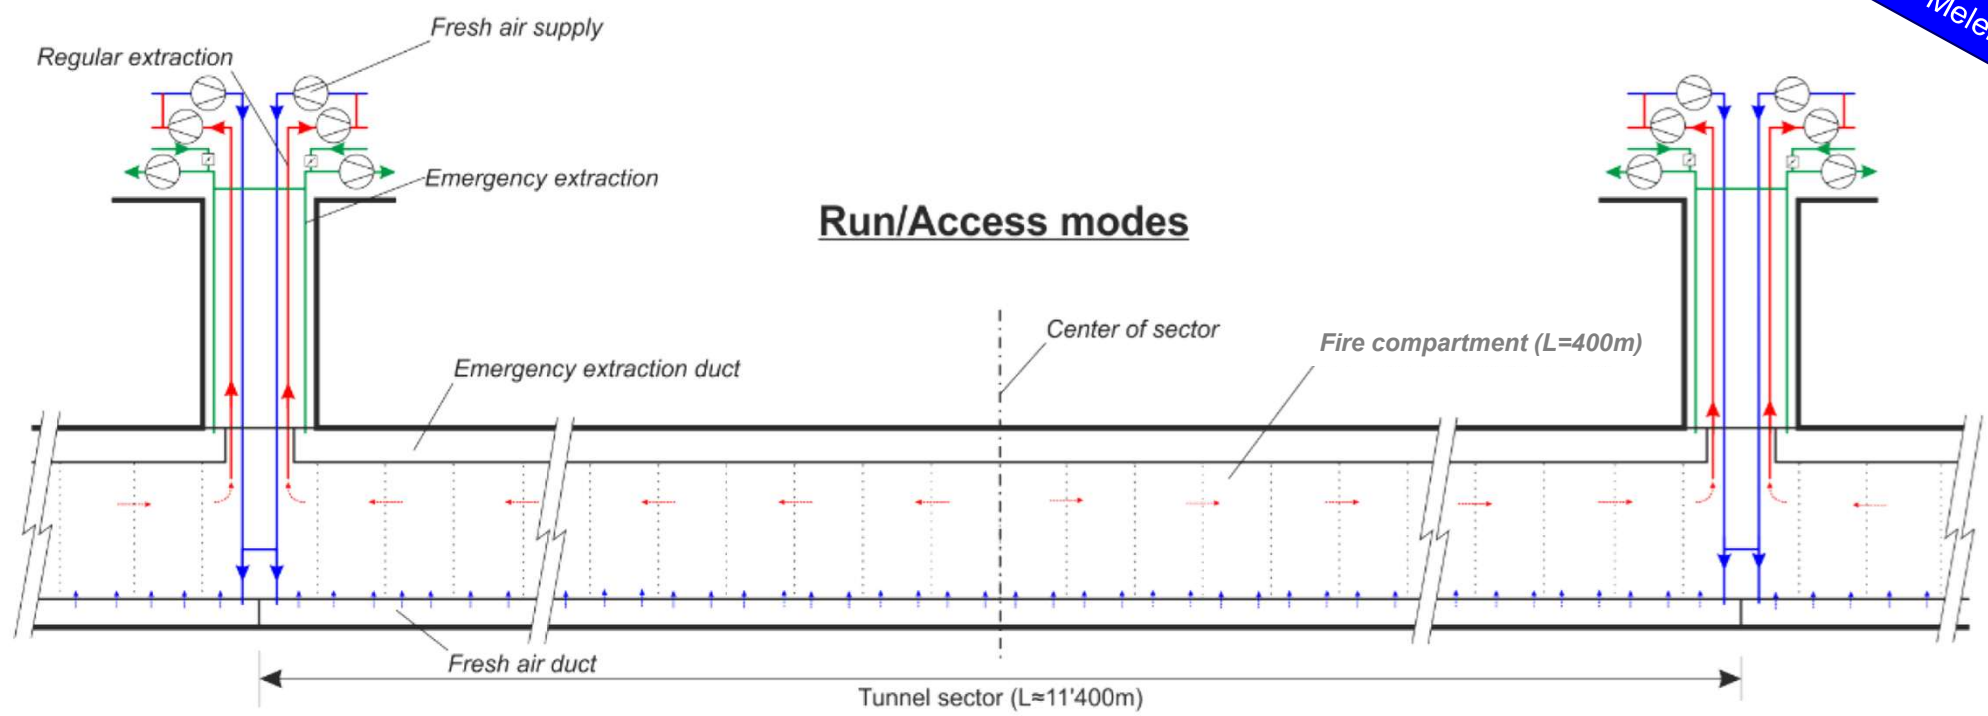 Fresh air supply
Regular extraction
Emergency extraction
Run/Access modes
Center of sector
Fire compartment (L=400m)
Emergency extraction duct
Fresh air duct
Tunnel sector (L≈11'400m)